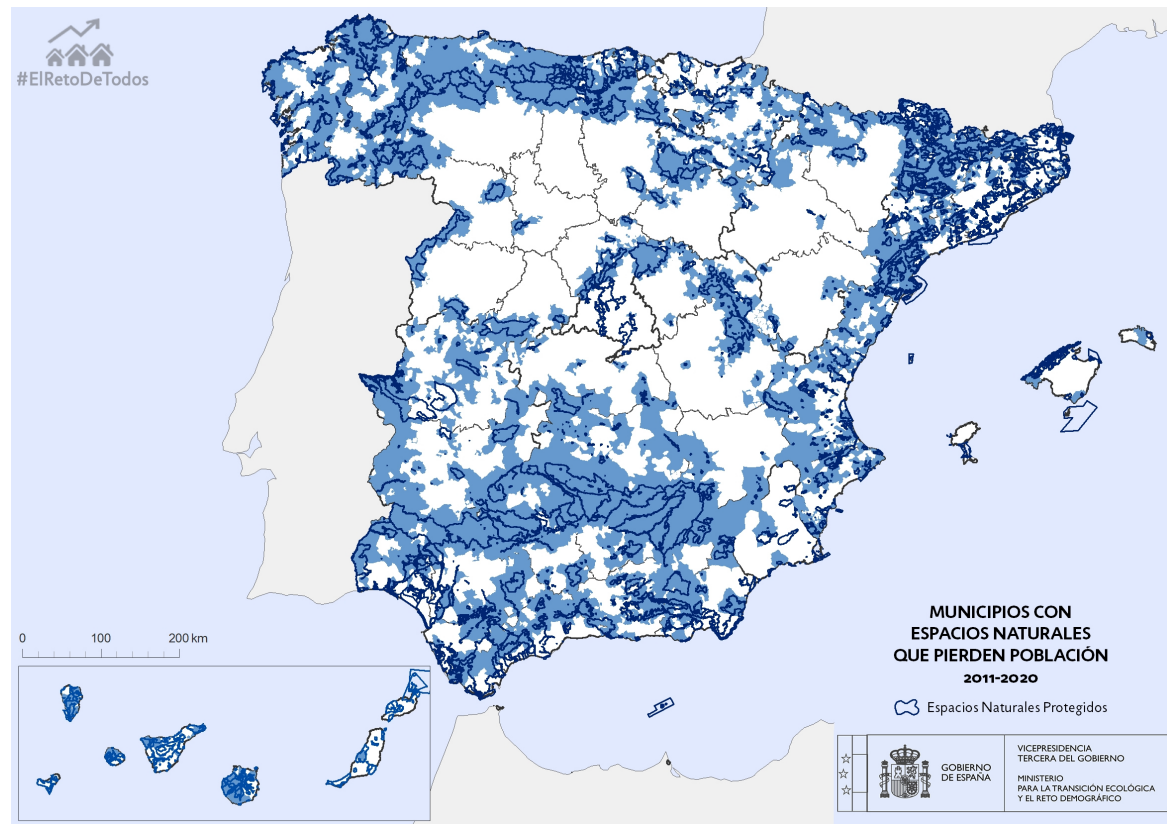 #ElRetoDeTodos
0 100 200 km
MUNICIPIOS CON
ESPACIOS NATURALES
QUE PIERDEN POBLACIÓN
2011-2020
Espacios Naturales Protegidos
GOBIERNO
DE ESPAÑA
VICEPRESIDENCIA
TERCERA DEL GOBIERNO
MINISTERIO
PARA LA TRANSICIÓN ECOLÓGICA
Y EL RETO DEMOGRÁFICO